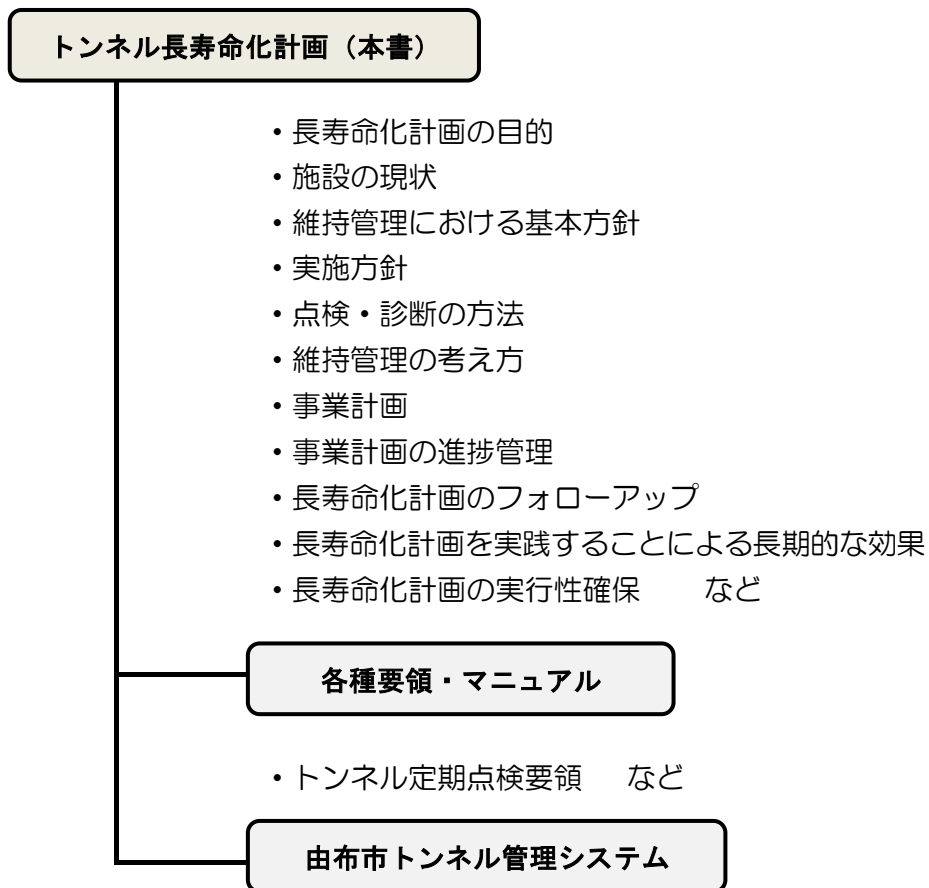 トンネル長寿命化計画（本書）
・長寿命化計画の目的
・施設の現状
・維持管理における基本方針
・実施方針
・点検・診断の方法
・維持管理の考え方
・事業計画
・事業計画の進捗管理
・長寿命化計画のフォローアップ
・長寿命化計画を実践することによる長期的な効果
・長寿命化計画の実行性確保　　など
各種要領・マニュアル
・トンネル定期点検要領　など
由布市トンネル管理システム